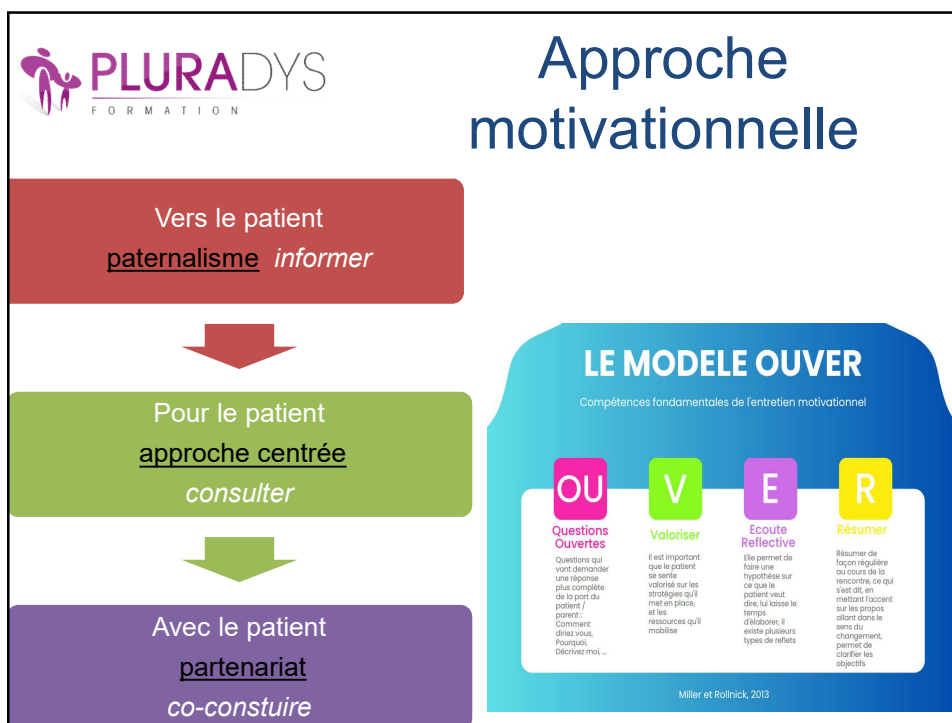 PLURADYS
FORMATION
Approche
motivationnelle
Vers le patient
paternalisme informer
Pour le patient
approche centrée
consulter
Avec le patient
partenariat
co-constuire
LE MODELE OUVER
Compétences fondamentales de l'entretien motivationnel
OU
Questions
Ouvertes
Questions qui
vont demander
une réponse
plus complète
de la part du
patient /
parent :
Comment
diriez vous,
Pourquoi,
Décrivez moi, ...
V
Valoriser
Il est important
que le patient
se sente
valorisé sur les
stratégies qu'il
met en place,
et les
ressources qu'il
mobilise
E
Ecoute
Reflective
Elle permet de
faire une
hypothèse sur
ce que le
patient veut
dire, lui laisse le
temps
d'élaborer, il
existe plusieurs
types de reflets
R
Résumer
Résumer de
façon régulière
au cours de la
rencontre, ce qui
s'est dit, en
mettant l'accent
sur les propos
allant dans le
sens du
changement,
permet de
clarifier les
objectifs
Miller et Rollnick, 2013